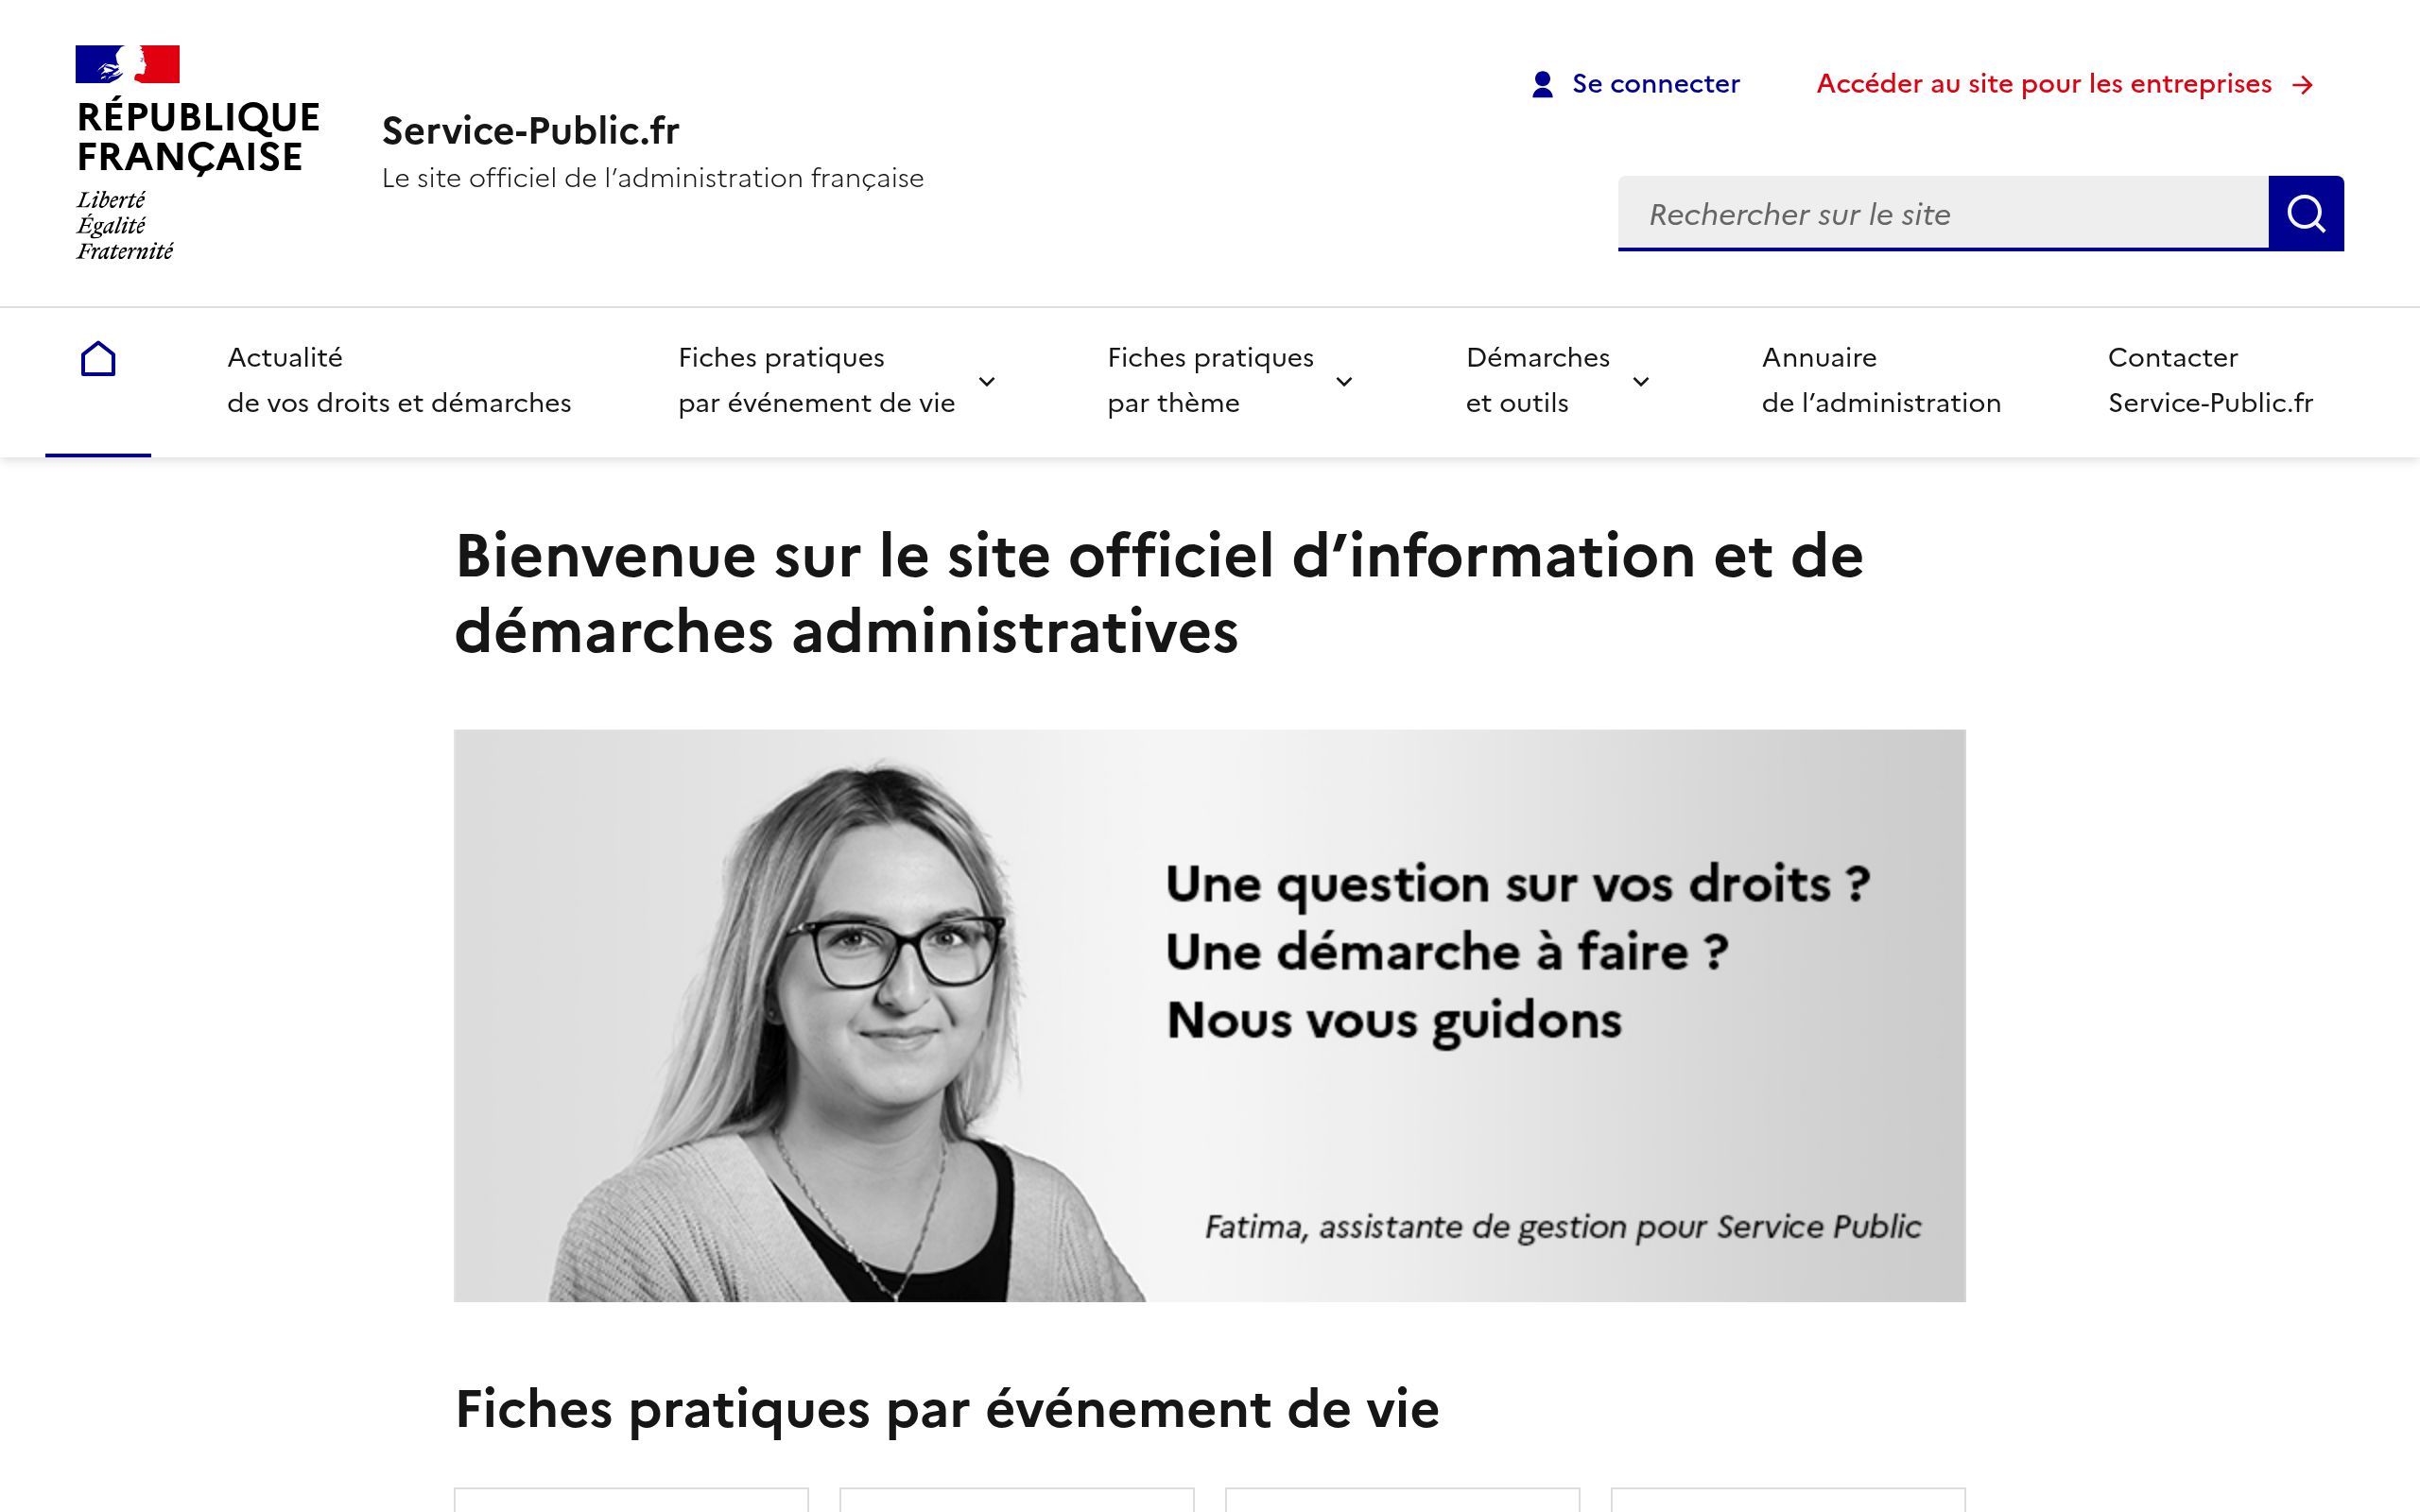 RÉPUBLIQUE
FRANÇAISE
Liberté
Égalité
Fraternité
Service-Public.fr
Le site officiel de l’administration française
Se connecter
Accéder au site pour les entreprises
Rechercher sur le site
Actualité
de vos droits et démarches
Fiches pratiques
par événement de vie
Fiches pratiques
par thème
Démarches
et outils
Annuaire
de l’administration
Contacter
Service-Public.fr
Bienvenue sur le site officiel d’information et de
démarches administratives
Une question sur vos droits ?
Une démarche à faire ?
Nous vous guidons
Fatima, assistante de gestion pour Service Public
Fiches pratiques par événement de vie